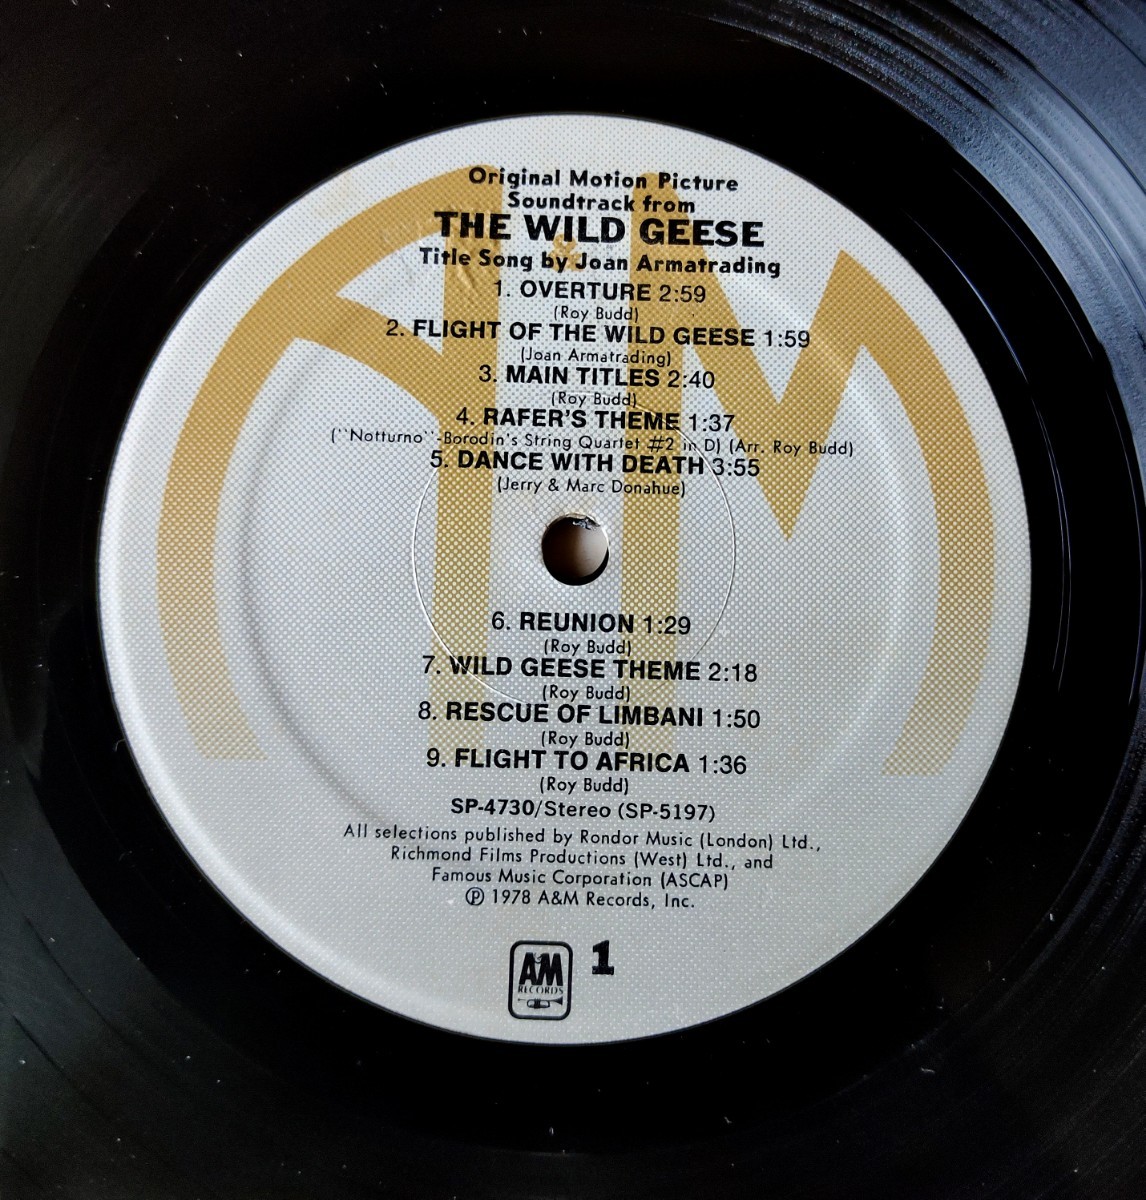 Original Motion Picture
Soundtrack from
THE WILD GEESE
Title Song by Joan Armatrading
1. OVERTURE 2:59
(Roy Budd)
2. FLIGHT OF THE WILD GEESE 1:59
(Joan Armatrading)
3. MAIN TITLES 2:40
(Roy Budd)
4. RAFER'S THEME 1:37
(``Notturno``-Borodin's String Quartet #2 in D) (Arr. Roy Budd)
5. DANCE WITH DEATH 3:55
(Jerry & Marc Donahue)
6. REUNION 1:29
(Roy Budd)
7. WILD GEESE THEME 2:18
(Roy Budd)
8. RESCUE OF LIMBANI 1:50
(Roy Budd)
9. FLIGHT TO AFRICA 1:36
(Roy Budd)
SP-4730/Stereo (SP-5197)
All selections published by Rondor Music (London) Ltd.,
Richmond Films Productions (West) Ltd., and
Famous Music Corporation (ASCAP)
℗ 1978 A&M Records, Inc.
A&M RECORDS 1